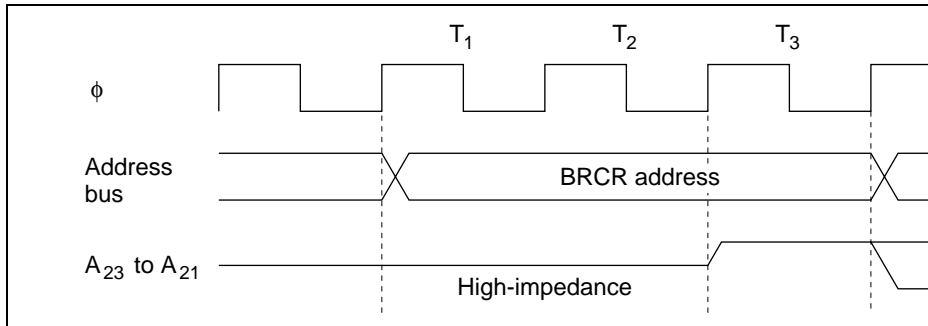 T1 T2 T3
ϕ
Address
bus
BRCR address
A23 to A21
High-impedance